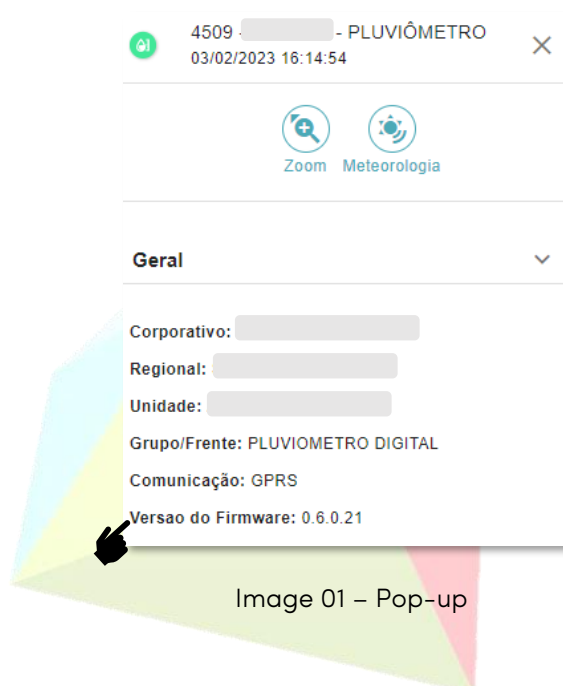 4509 - - PLUVIÔMETRO
03/02/2023 16:14:54
Zoom Meteorologia
Geral
Corporativo:
Regional:
Unidade:
Grupo/Frente: PLUVIOMETRO DIGITAL
Comunicação: GPRS
Versao do Firmware: 0.6.0.21
Image 01 – Pop-up